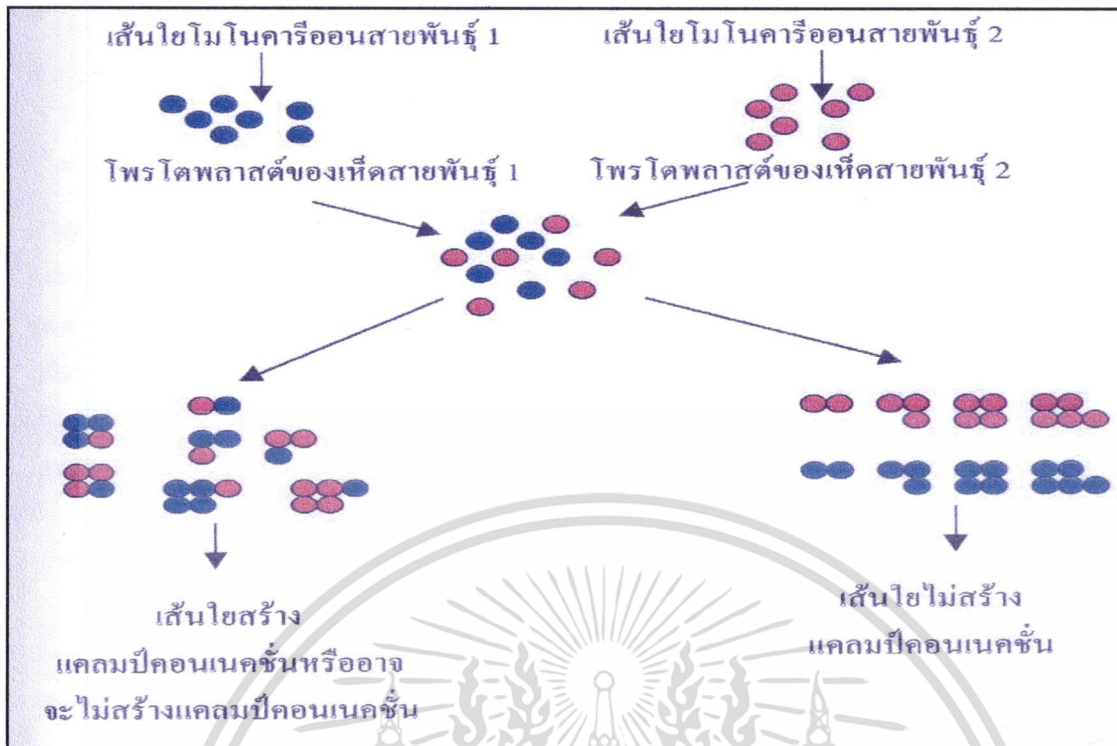 เส้นใยโมโนคารีออนสายพันธุ์ 1
เส้นใยโมโนคารีออนสายพันธุ์ 2
โพรโตพลาสต์ของเห็ดสายพันธุ์ 1
โพรโตพลาสต์ของเห็ดสายพันธุ์ 2
เส้นใยสร้าง
แคลมป์คอนเนคชั่นหรืออาจ
จะไม่สร้างแคลมป์คอนเนคชั่น
เส้นใยไม่สร้าง
แคลมป์คอนเนคชั่น